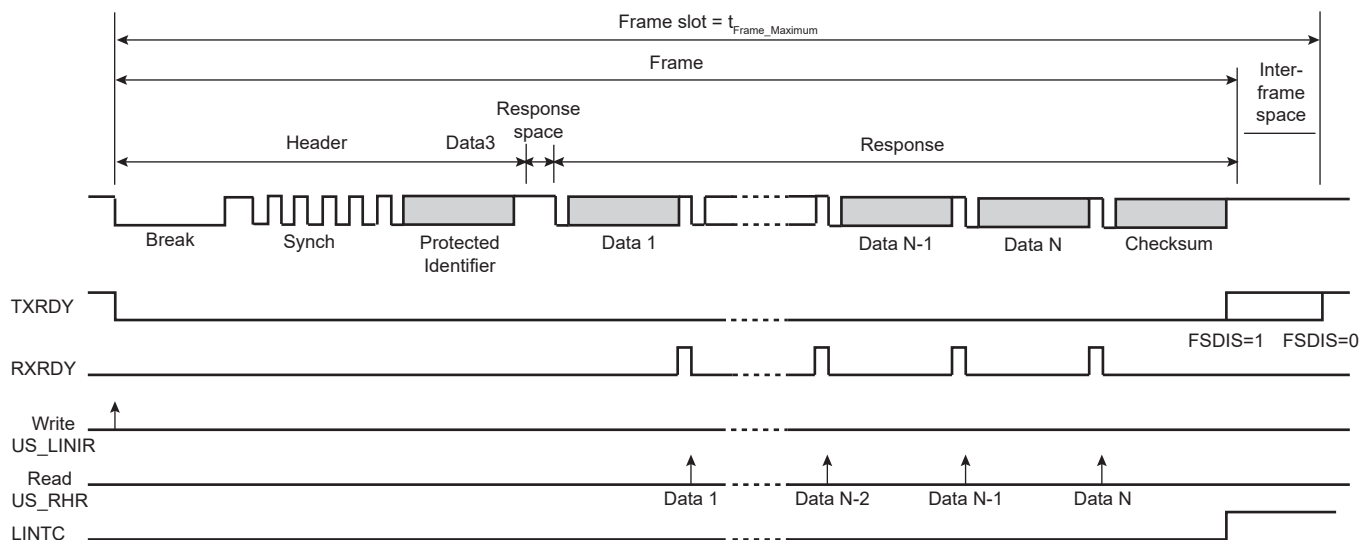 Frame slot = tFrame_Maximum
Frame
Inter-
frame
space
Response
space
Header
Data3
Response
Break
Synch
Protected
Identifier
Data 1
Data N-1
Data N
Checksum
TXRDY
FSDIS=1
FSDIS=0
RXRDY
Write
US_LINIR
Read
US_RHR
Data 1
Data N-2
Data N-1
Data N
LINTC